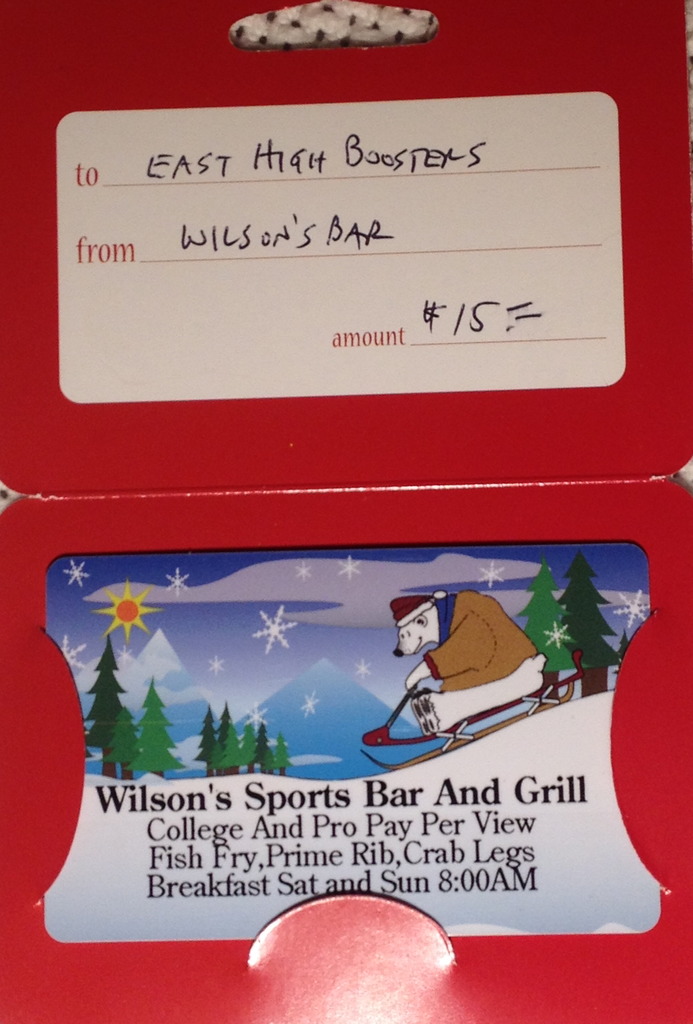 to EAST HIGH BOOSTERS
from WILSON'S BAR
amount $15=
Wilson's Sports Bar And Grill
College And Pro Pay Per View
Fish Fry,Prime Rib,Crab Legs
Breakfast Sat and Sun 8:00AM